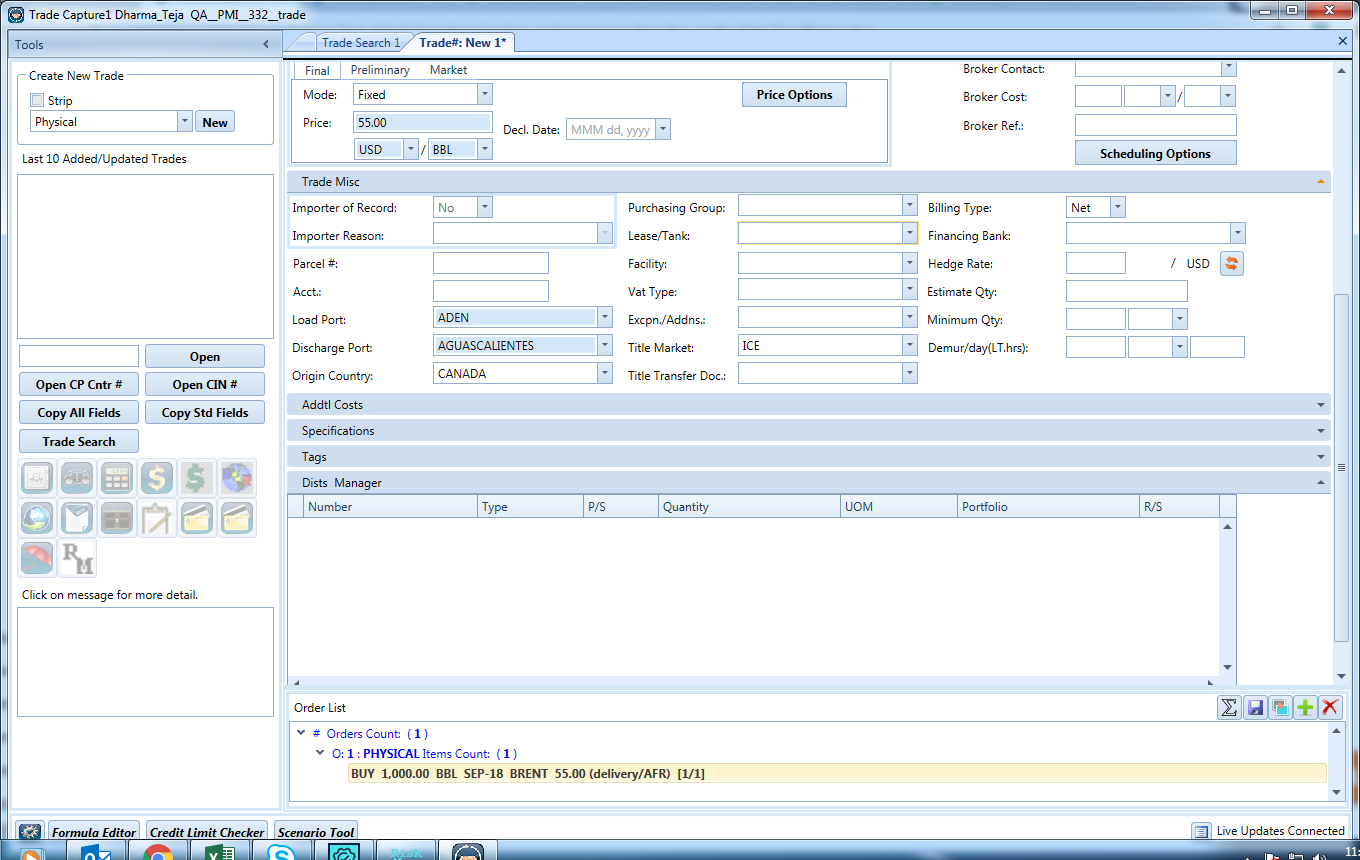 Trade Capture1 Dharma_Teja QA__PMI__332__trade
Tools
Create New Trade
Strip
Physical
New
Last 10 Added/Updated Trades
Open
Open CP Cntr #
Open CIN #
Copy All Fields
Copy Std Fields
Trade Search
RM
Click on message for more detail.
Trade Search 1
Trade#: New 1*
Final Preliminary Market
Mode: Fixed
Price Options
Price: 55.00
Decl. Date: MMM dd, yyyy
USD / BBL
Broker Contact:
Broker Cost: /
Broker Ref.:
Scheduling Options
Trade Misc
Importer of Record: No Purchasing Group: Billing Type: Net
Importer Reason: Lease/Tank: Financing Bank:
Parcel #: Facility: Hedge Rate: / USD
Acct.: Vat Type: Estimate Qty:
Load Port: ADEN Excpn./Addns.: Minimum Qty:
Discharge Port: AGUASCALIENTES Title Market: ICE Demur/day(LT.hrs):
Origin Country: CANADA Title Transfer Doc.:
Addtl Costs
Specifications
Tags
Dists Manager
Number Type P/S Quantity UOM Portfolio R/S
Order List
# Orders Count: ( 1 )
O: 1 : PHYSICAL Items Count: ( 1 )
BUY 1,000.00 BBL SEP-18 BRENT 55.00 (delivery/AFR) [1/1]
Formula Editor Credit Limit Checker Scenario Tool
Live Updates Connected